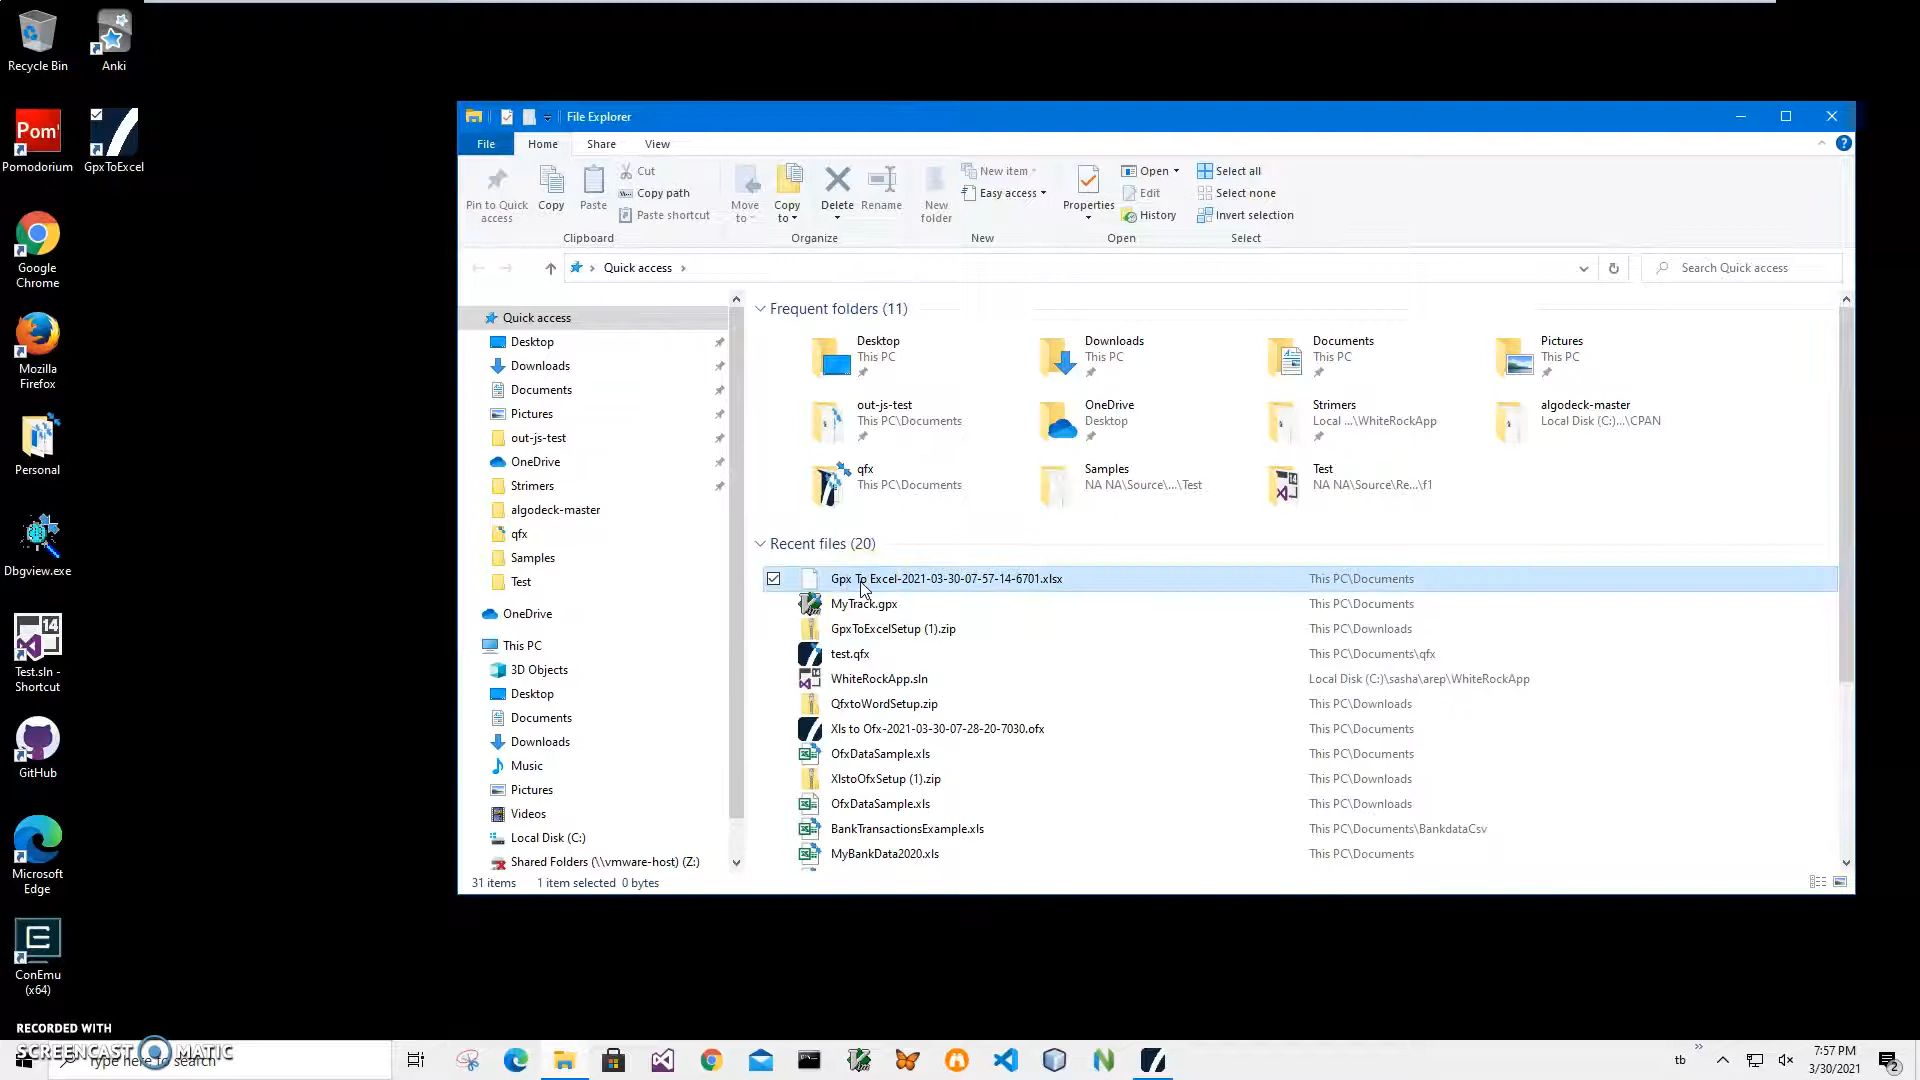 Recycle Bin
Anki
Pom'
Pomodorium
GpxToExcel
Google
Chrome
Mozilla
Firefox
Personal
Dbgview.exe
14
Test.sln -
Shortcut
GitHub
Microsoft
Edge
ConEmu
(x64)
RECORDED WITH
SCREENCAST MATIC
Type here to search
File Explorer
File
Home
Share
View
Pin to Quick
access
Copy
Paste
Cut
Copy path
Paste shortcut
Clipboard
Move
to
Copy
to
Delete
Rename
Organize
New
folder
New item
Easy access
New
Properties
Open
Edit
History
Open
Select all
Select none
Invert selection
Select
Quick access
Search Quick access
Quick access
Desktop
Downloads
Documents
Pictures
out-js-test
OneDrive
Strimers
algodeck-master
qfx
Samples
Test
OneDrive
This PC
3D Objects
Desktop
Documents
Downloads
Music
Pictures
Videos
Local Disk (C:)
Shared Folders (\\vmware-host) (Z:)
Frequent folders (11)
Desktop
This PC
Downloads
This PC
Documents
This PC
Pictures
This PC
out-js-test
This PC\Documents
OneDrive
Desktop
Strimers
Local ...\WhiteRockApp
algodeck-master
Local Disk (C:)...\CPAN
qfx
This PC\Documents
Samples
NA NA\Source\...\Test
Test
NA NA\Source\Re...\f1
Recent files (20)
Gpx To Excel-2021-03-30-07-57-14-6701.xlsx This PC\Documents
MyTrack.gpx This PC\Documents
GpxToExcelSetup (1).zip This PC\Downloads
test.qfx This PC\Documents\qfx
WhiteRockApp.sln Local Disk (C:)\sasha\arep\WhiteRockApp
QfxtoWordSetup.zip This PC\Downloads
Xls to Ofx-2021-03-30-07-28-20-7030.ofx This PC\Documents
OfxDataSample.xls This PC\Documents
XlstoOfxSetup (1).zip This PC\Downloads
OfxDataSample.xls This PC\Downloads
BankTransactionsExample.xls This PC\Documents\BankdataCsv
MyBankData2020.xls This PC\Documents
31 items 1 item selected 0 bytes
tb
7:57 PM
3/30/2021
2